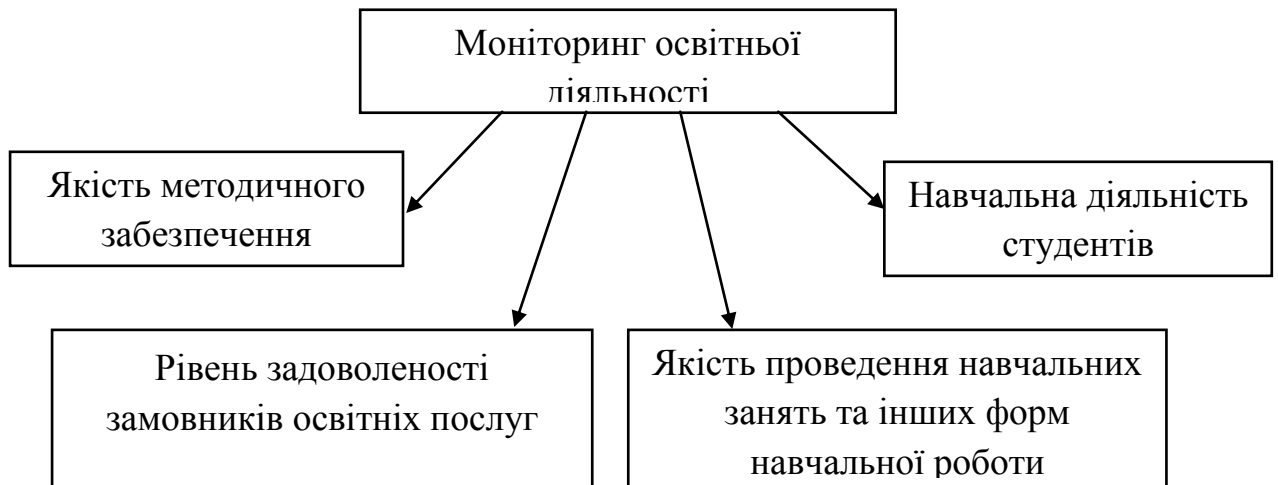 Моніторинг освітньої
діяльності
Якість методичного
забезпечення
Навчальна діяльність
студентів
Рівень задоволеності
замовників освітніх послуг
Якість проведення навчальних
занять та інших форм
навчальної роботи